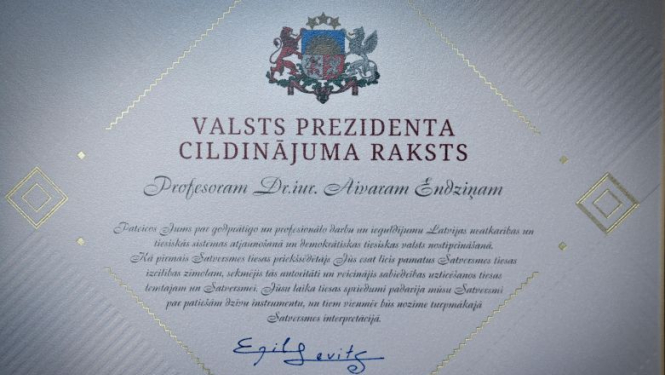 VALSTS PREZIDENTA
CILDINĀJUMA RAKSTS
Profesoram Dr.iur. Aivaram Endziņam
Pateicos Jums par godprātīgo un profesionālo darbu un ieguldījumu Latvijas neatkarības un
tiesiskās sistēmas atjaunošanā un demokrātiskas tiesiskas valsts nostiprināšanā.
Kā pirmais Satversmes tiesas priekšsēdētājs Jūs esat licis pamatus Satversmes tiesas
izcilības zīmolam, sekmējis tās autoritāti un veicinājis sabiedrības uzticēšanos tiesas
lēmumiem un Satversmei. Jūsu laika tiesas spriedumi padarīja mūsu Satversmi
par patiešām dzīvu instrumentu, un tiem vienmēr būs nozīme turpmākajā
Satversmes interpretācijā.